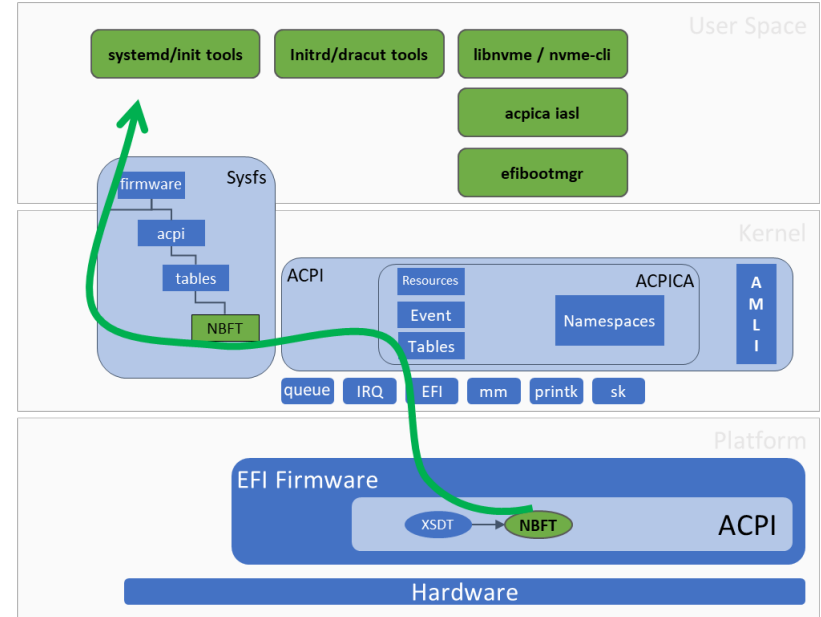 User Space
systemd/init tools
Initrd/dracut tools
libnvme / nvme-cli
acpica iasl
efibootmgr
Sysfs
firmware
acpi
tables
NBFT
Kernel
ACPI
Resources
Event
Tables
ACPICA
Namespaces
A
M
L
I
queue
IRQ
EFI
mm
printk
sk
Platform
EFI Firmware
XSDT
NBFT
ACPI
Hardware